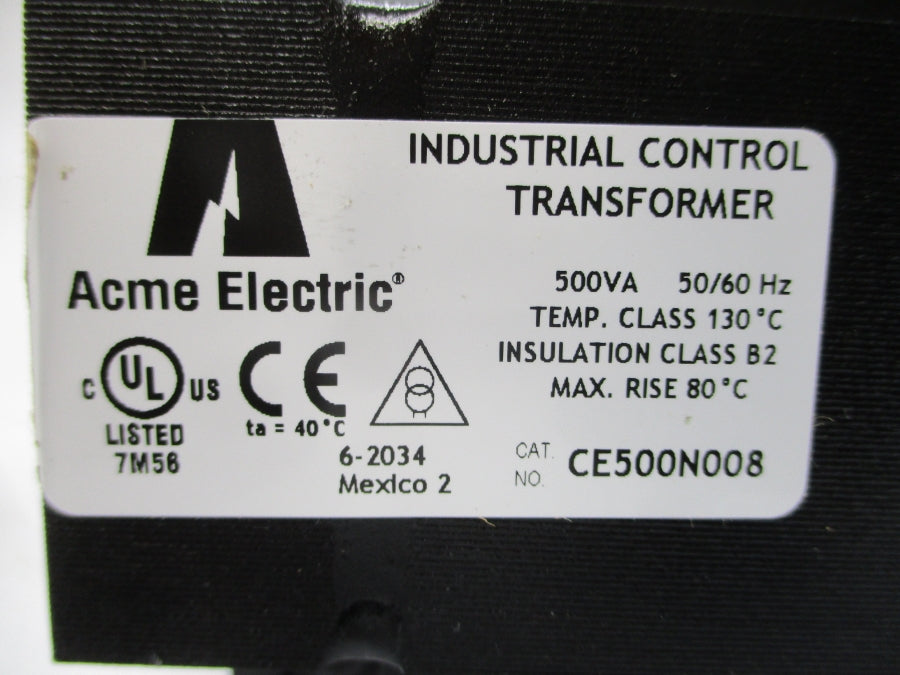 INDUSTRIAL CONTROL
TRANSFORMER
Acme Electric®
500VA 50/60 Hz
TEMP. CLASS 130°C
INSULATION CLASS B2
MAX. RISE 80°C
C UL US
LISTED
7M56
CE
ta = 40°C
6-2034
Mexico 2
CAT.
NO. CE500N008